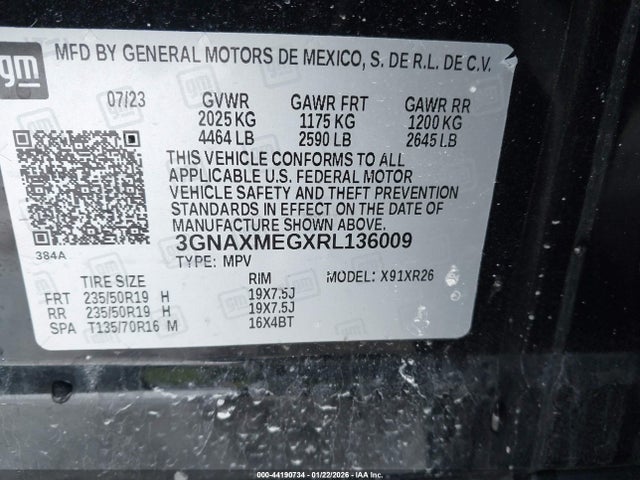 gm
MFD BY GENERAL MOTORS DE MEXICO, S. DE R.L. DE C.V.
07/23 GVWR GAWR FRT GAWR RR
2025 KG 1175 KG 1200 KG
4464 LB 2590 LB 2645 LB
THIS VEHICLE CONFORMS TO ALL
APPLICABLE U.S. FEDERAL MOTOR
VEHICLE SAFETY AND THEFT PREVENTION
STANDARDS IN EFFECT ON THE DATE OF
MANUFACTURE SHOWN ABOVE.
384A 3GNAXMEGXRL136009
TYPE: MPV MODEL: X91XR26
TIRE SIZE RIM
FRT 235/50R19 H 19X7.5J
RR 235/50R19 H 19X7.5J
SPA T135/70R16 M 16X4BT
000-44190734 - 01/22/2026 - IAA Holdings, LLC